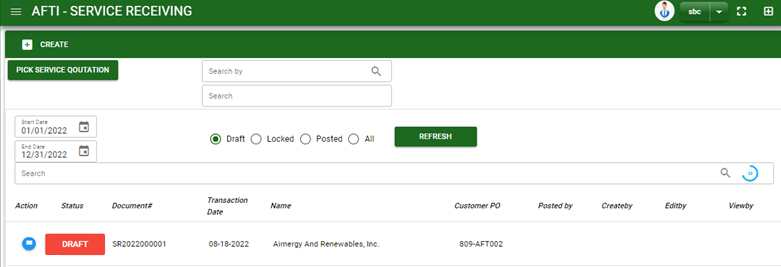 AFTI - SERVICE RECEIVING
sbc
CREATE
PICK SERVICE QOUTATION
Search by
Search
Start Date
01/01/2022
End Date
12/31/2022
Draft Locked Posted All
REFRESH
Search
Action Status Document# Transaction Date Name Customer PO Posted by Createby Editby Viewby
DRAFT SR2022000001 08-18-2022 Airnergy And Renewables, Inc. 809-AFT002